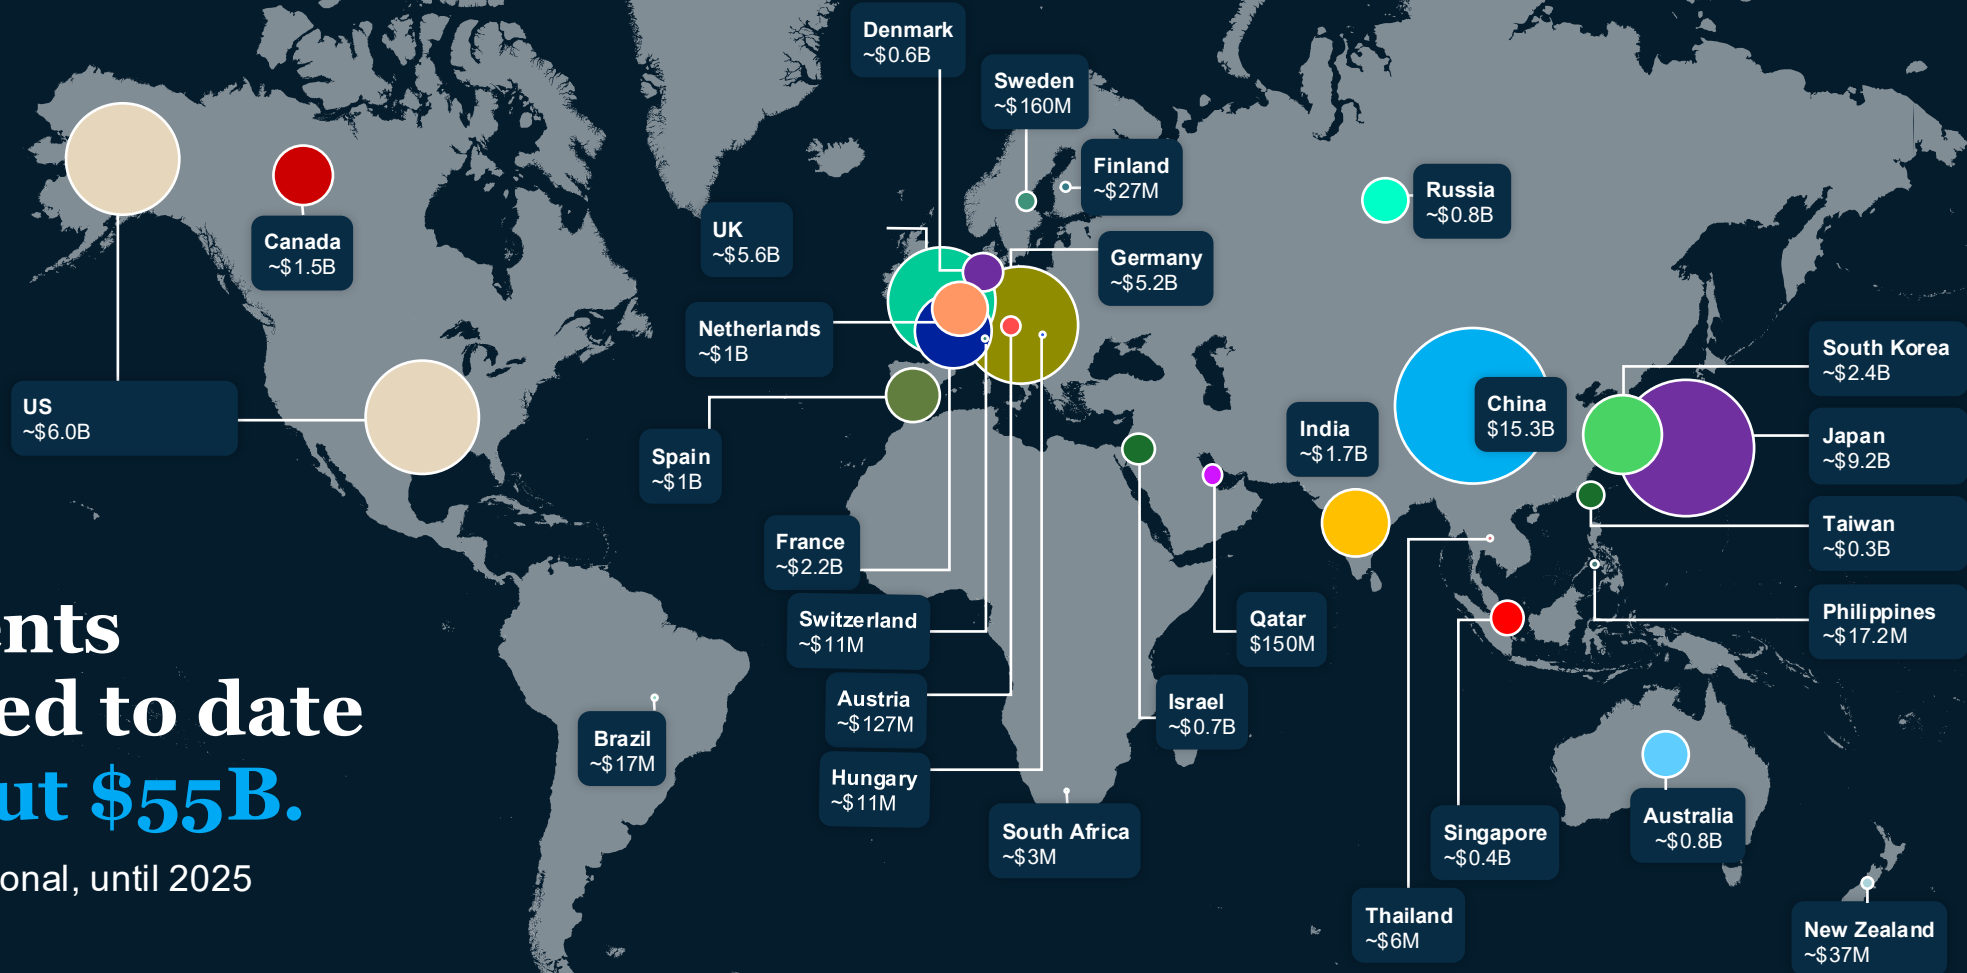 Denmark
~$0.6B
Sweden
~$160M
Finland
~$27M
Russia
~$0.8B
Canada
~$1.5B
UK
~$5.6B
Germany
~$5.2B
Netherlands
~$1B
South Korea
~$2.4B
US
~$6.0B
China
$15.3B
India
~$1.7B
Japan
~$9.2B
Spain
~$1B
France
~$2.2B
Taiwan
~$0.3B
Switzerland
~$11M
Qatar
$150M
Philippines
~$17.2M
Austria
~$127M
Israel
~$0.7B
Brazil
~$17M
Hungary
~$11M
South Africa
~$3M
Singapore
~$0.4B
Australia
~$0.8B
Thailand
~$6M
New Zealand
~$37M
ents
ed to date
ut $55B.
onal, until 2025